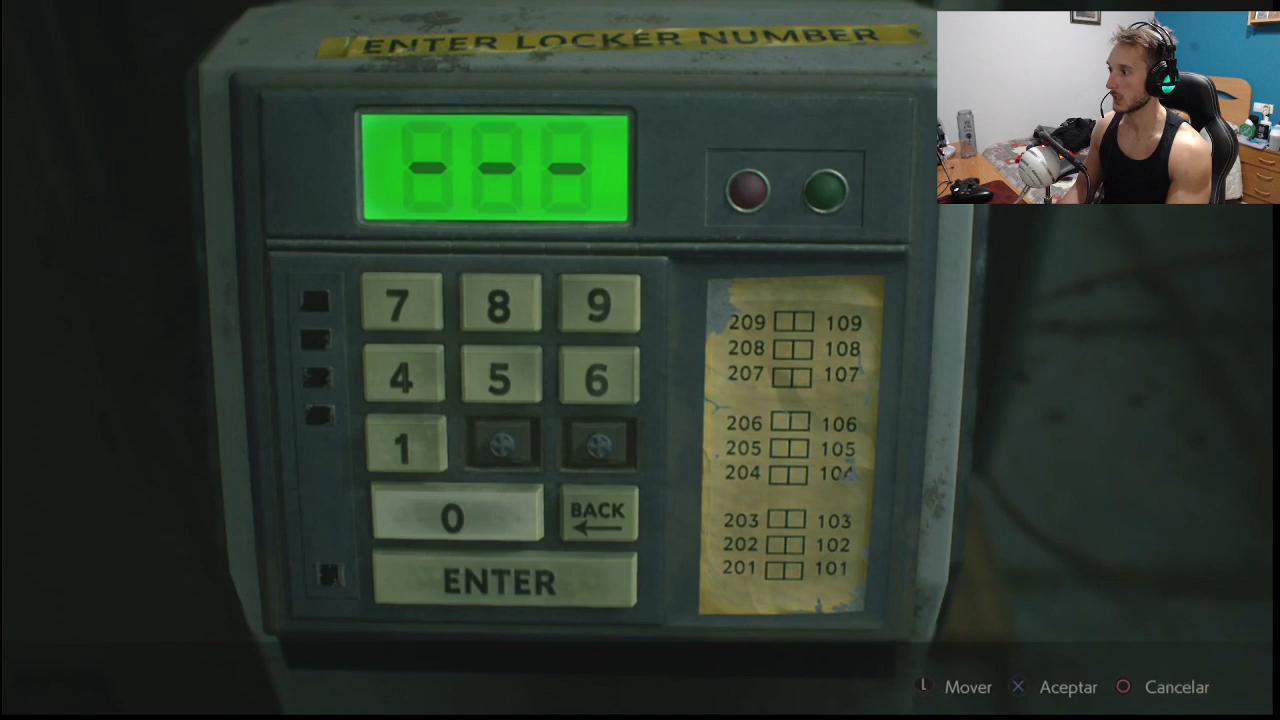 ENTER LOCKER NUMBER
---
7 8 9
4 5 6
1
0 BACK
ENTER
209 109
208 108
207 107
206 106
205 105
204 104
203 103
202 102
201 101
L Mover Aceptar Cancelar